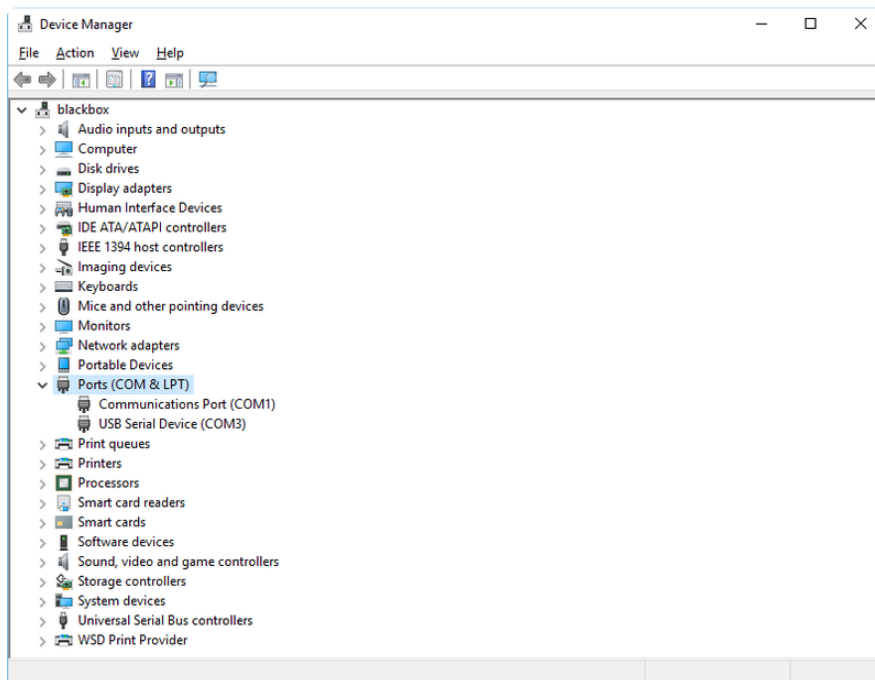 Device Manager
File Action View Help
blackbox
Audio inputs and outputs
Computer
Disk drives
Display adapters
Human Interface Devices
IDE ATA/ATAPI controllers
IEEE 1394 host controllers
Imaging devices
Keyboards
Mice and other pointing devices
Monitors
Network adapters
Portable Devices
Ports (COM & LPT)
Communications Port (COM1)
USB Serial Device (COM3)
Print queues
Printers
Processors
Smart card readers
Smart cards
Software devices
Sound, video and game controllers
Storage controllers
System devices
Universal Serial Bus controllers
WSD Print Provider